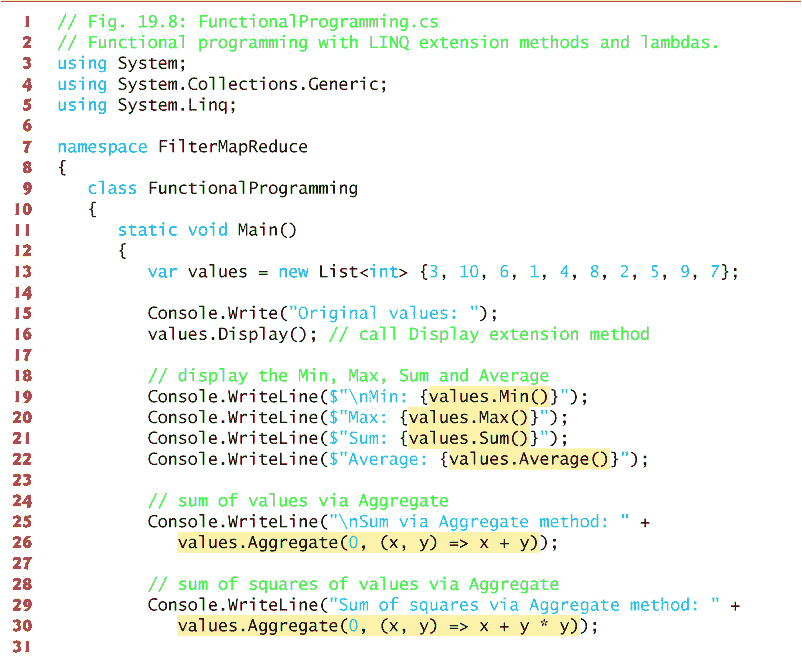 1 // Fig. 19.8: FunctionalProgramming.cs
2 // Functional programming with LINQ extension methods and lambdas.
3 using System;
4 using System.Collections.Generic;
5 using System.Linq;
6
7 namespace FilterMapReduce
8 {
9    class FunctionalProgramming
10    {
11       static void Main()
12       {
13          var values = new List<int> {3, 10, 6, 1, 4, 8, 2, 5, 9, 7};
14
15          Console.Write("Original values: ");
16          values.Display(); // call Display extension method
17
18          // display the Min, Max, Sum and Average
19          Console.WriteLine($"\nMin: {values.Min()}");
20          Console.WriteLine($"Max: {values.Max()}");
21          Console.WriteLine($"Sum: {values.Sum()}");
22          Console.WriteLine($"Average: {values.Average()}");
23
24          // sum of values via Aggregate
25          Console.WriteLine("\nSum via Aggregate method: " +
26             values.Aggregate(0, (x, y) => x + y));
27
28          // sum of squares of values via Aggregate
29          Console.WriteLine("Sum of squares via Aggregate method: " +
30             values.Aggregate(0, (x, y) => x + y * y));
31